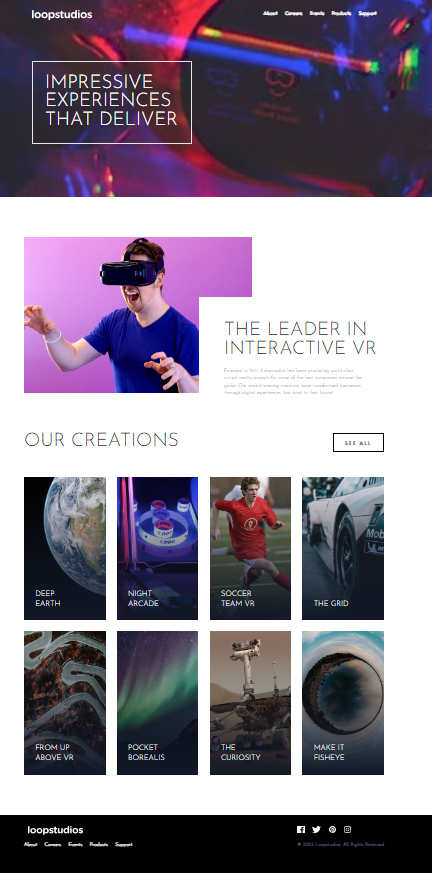 loopstudios
About Careers Events Products Support
IMPRESSIVE
EXPERIENCES
THAT DELIVER
THE LEADER IN
INTERACTIVE VR
Founded in 2011, Loopstudios has been producing world-class
virtual reality projects for some of the best companies around the
globe. Our award-winning creations have transformed businesses
through digital experiences that bind to their brand.
OUR CREATIONS
SEE ALL
DEEP
EARTH
NIGHT
ARCADE
SOCCER
TEAM VR
THE GRID
FROM UP
ABOVE VR
POCKET
BOREALIS
THE
CURIOSITY
MAKE IT
FISHEYE
loopstudios
About Careers Events Products Support
Loopstudios. All Rights Reserved